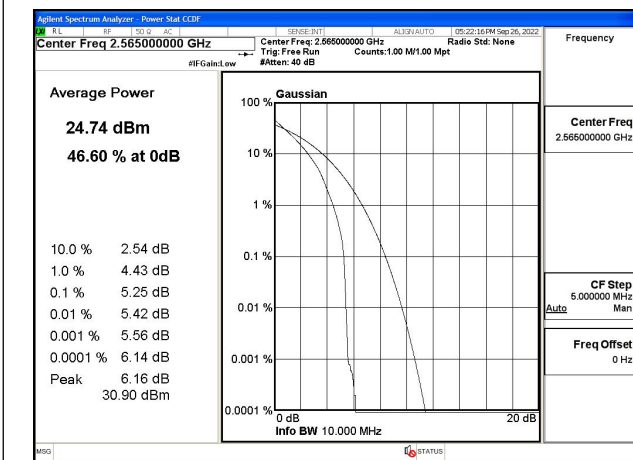 Agilent Spectrum Analyzer - Power Stat CCDF
LXI RL RF 50 Ω AC SENSE:INT ALIGN AUTO 05:22:16 PM Sep 26, 2022
Center Freq 2.565000000 GHz
Center Freq: 2.565000000 GHz Radio Std: None
Trig: Free Run Counts:1.00 M/1.00 Mpt
#IFGain:Low #Atten: 40 dB
Frequency
Average Power
24.74 dBm
46.60 % at 0dB
10.0 % 2.54 dB
1.0 % 4.43 dB
0.1 % 5.25 dB
0.01 % 5.42 dB
0.001 % 5.56 dB
0.0001 % 6.14 dB
Peak 6.16 dB
30.90 dBm
Gaussian
100 %
10 %
1 %
0.1 %
0.01 %
0.001 %
0.0001 %
0 dB 20 dB
Info BW 10.000 MHz
Center Freq
2.565000000 GHz
CF Step
5.000000 MHz
Auto Man
Freq Offset
0 Hz
MSG STATUS